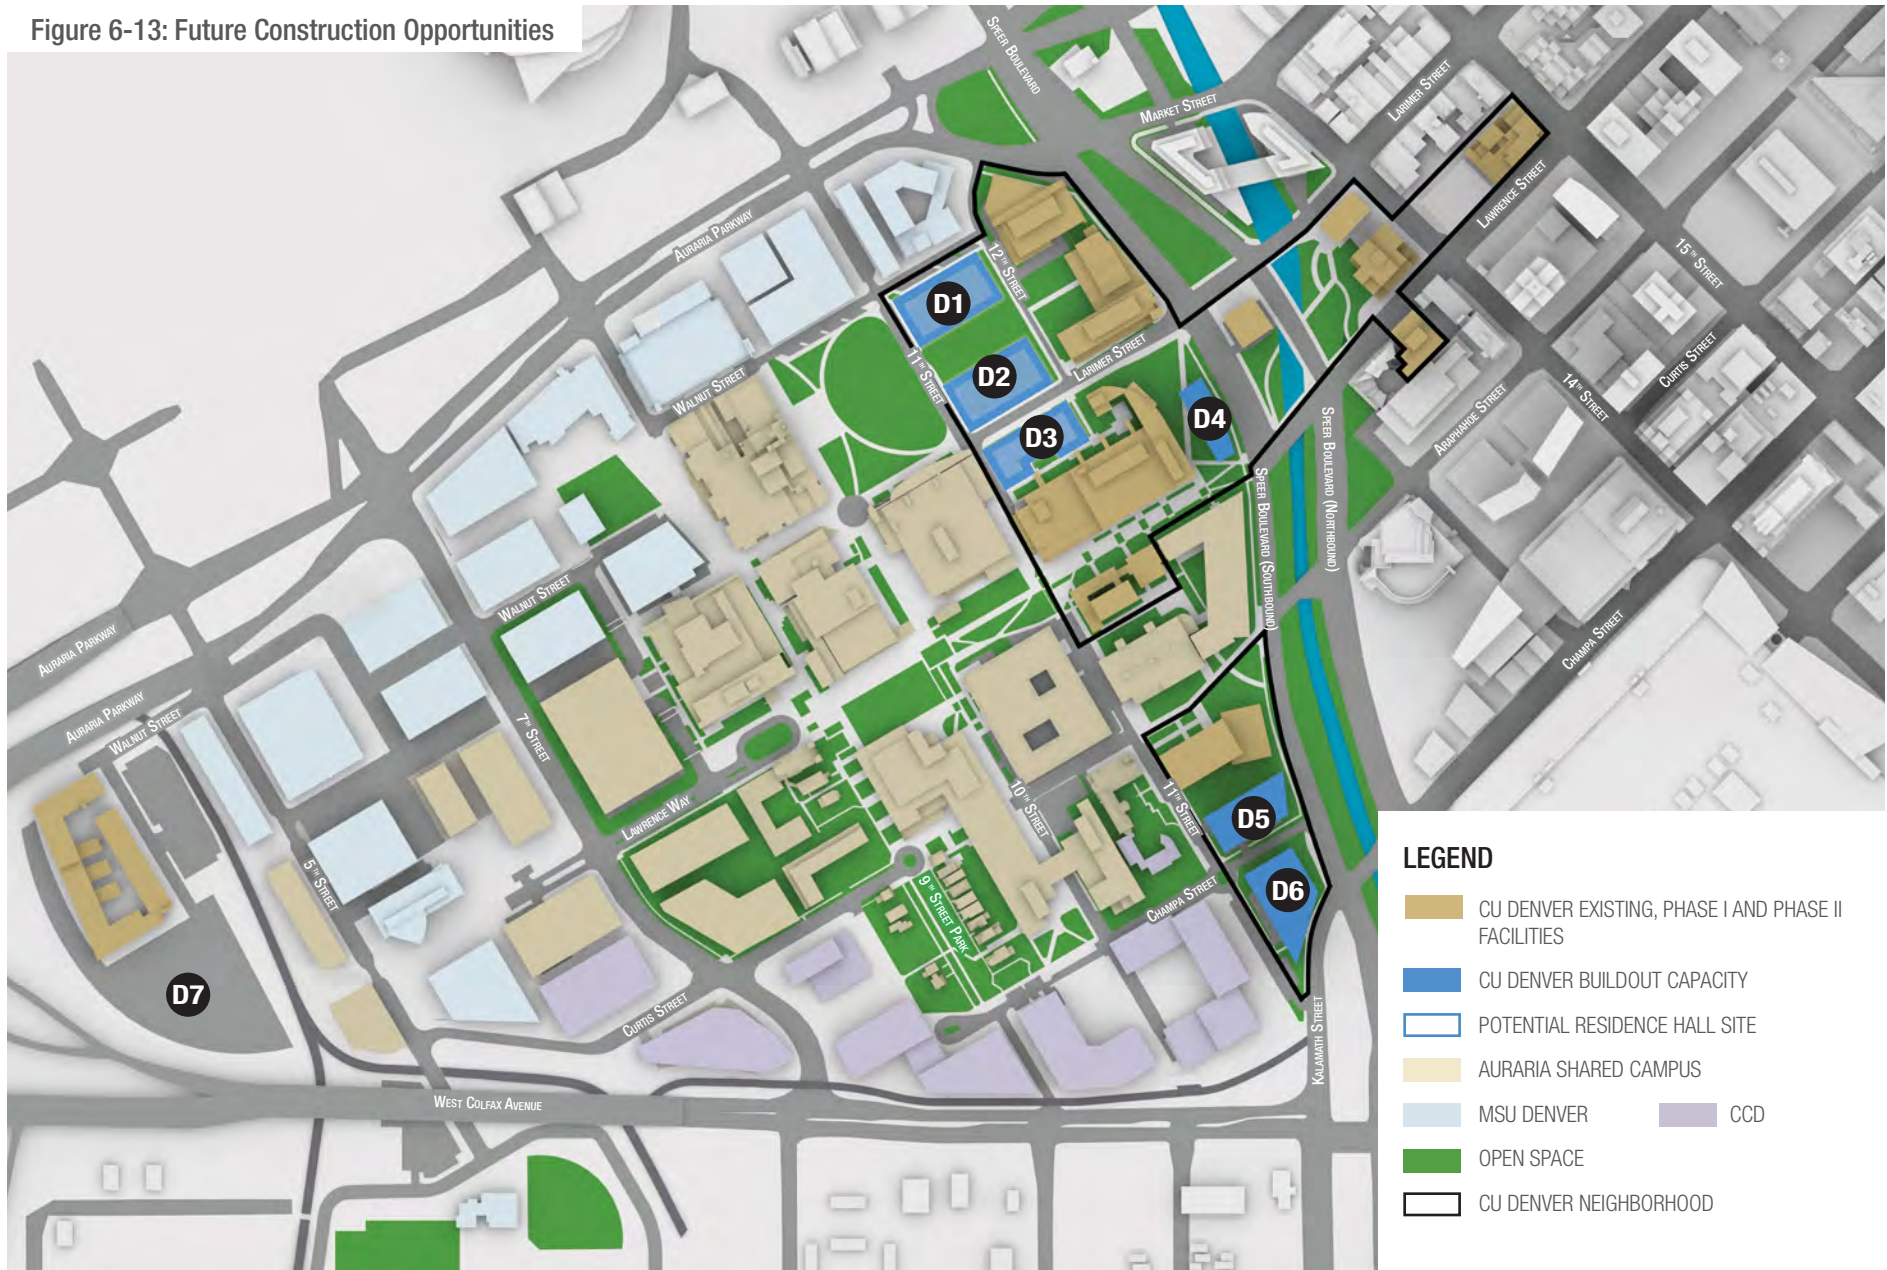 Figure 6-13: Future Construction Opportunities
SPEER BOULEVARD
MARKET STREET
LARIMER STREET
LAWRENCE STREET
AURARIA PARKWAY
12TH STREET
15TH STREET
D1
11TH STREET
D2
LARIMER STREET
CURTIS STREET
WALNUT STREET
D3
D4
14TH STREET
ARAPAHOE STREET
SPEER BOULEVARD (NORTHBOUND)
SPEER BOULEVARD (SOUTHBOUND)
WALNUT STREET
CHAMPA STREET
AURARIA PARKWAY
AURARIA PARKWAY
WALNUT STREET
7TH STREET
LAWRENCE WAY
10TH STREET
11TH STREET
D5
5TH STREET
9TH STREET PARK
CHAMPA STREET
D6
D7
CURTIS STREET
KALAMATH STREET
WEST COLFAX AVENUE
LEGEND
CU DENVER EXISTING, PHASE I AND PHASE II
FACILITIES
CU DENVER BUILDOUT CAPACITY
POTENTIAL RESIDENCE HALL SITE
AURARIA SHARED CAMPUS
MSU DENVER CCD
OPEN SPACE
CU DENVER NEIGHBORHOOD